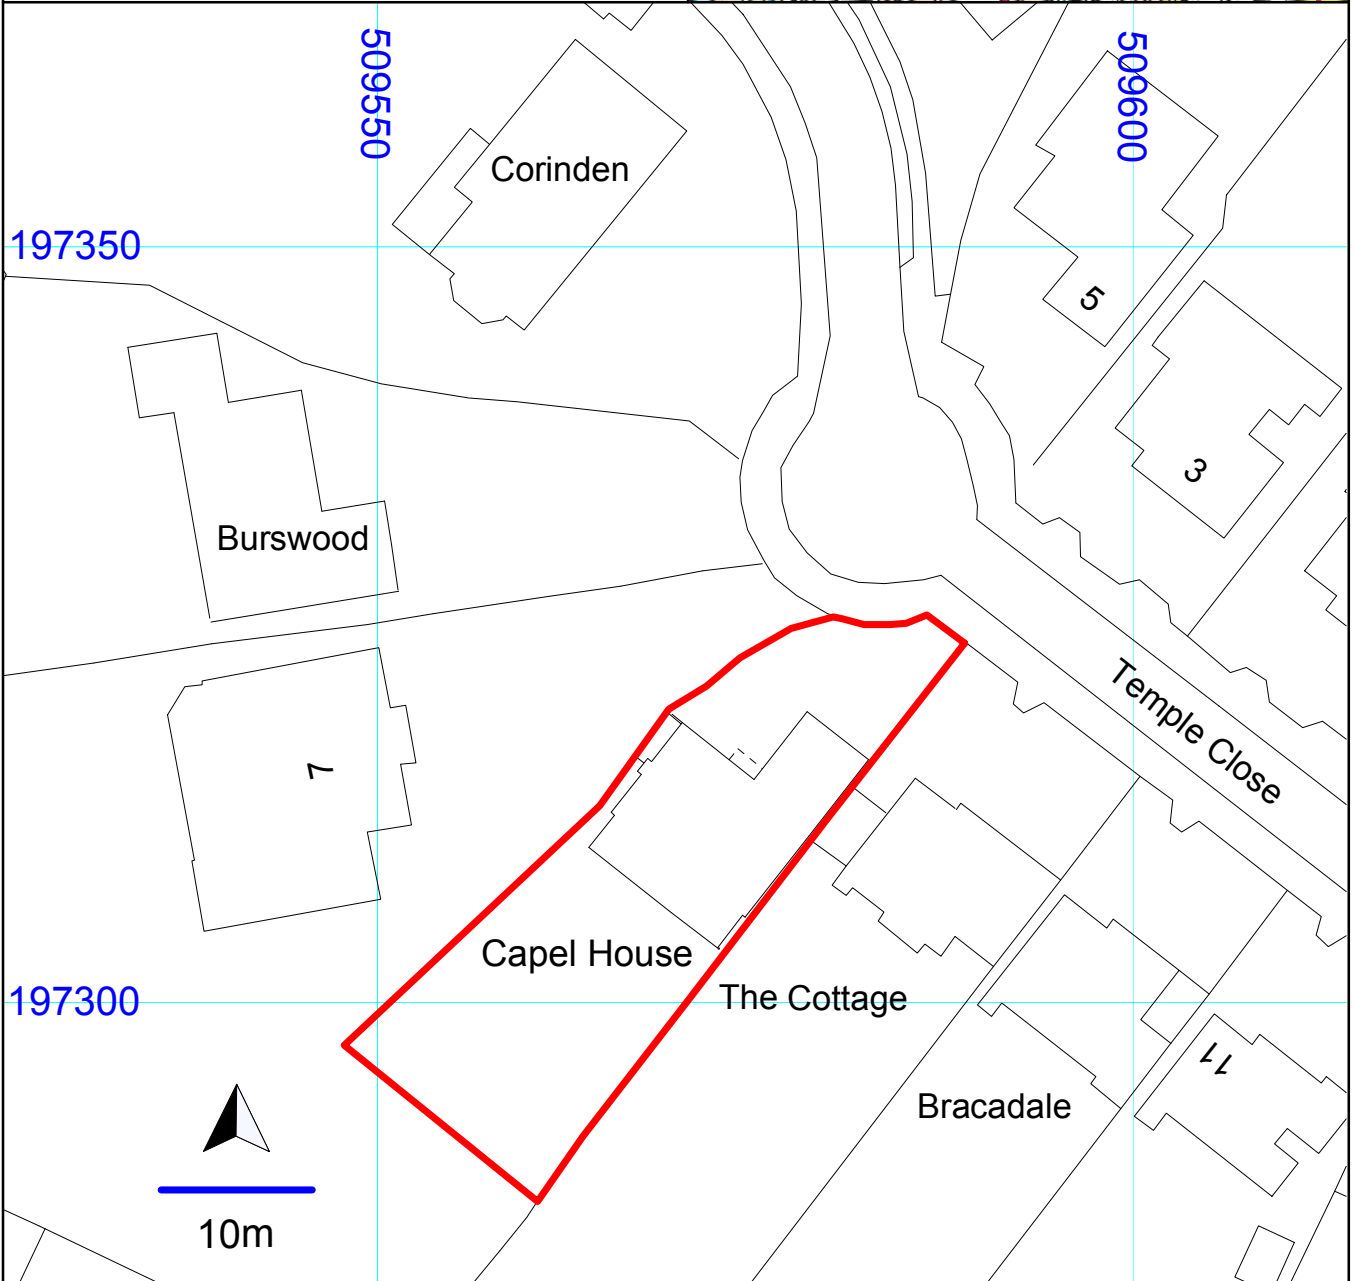 509550
509600
Corinden
197350
5
3
Burswood
Temple Close
7
Capel House
197300
The Cottage
11
Bracadale
10m